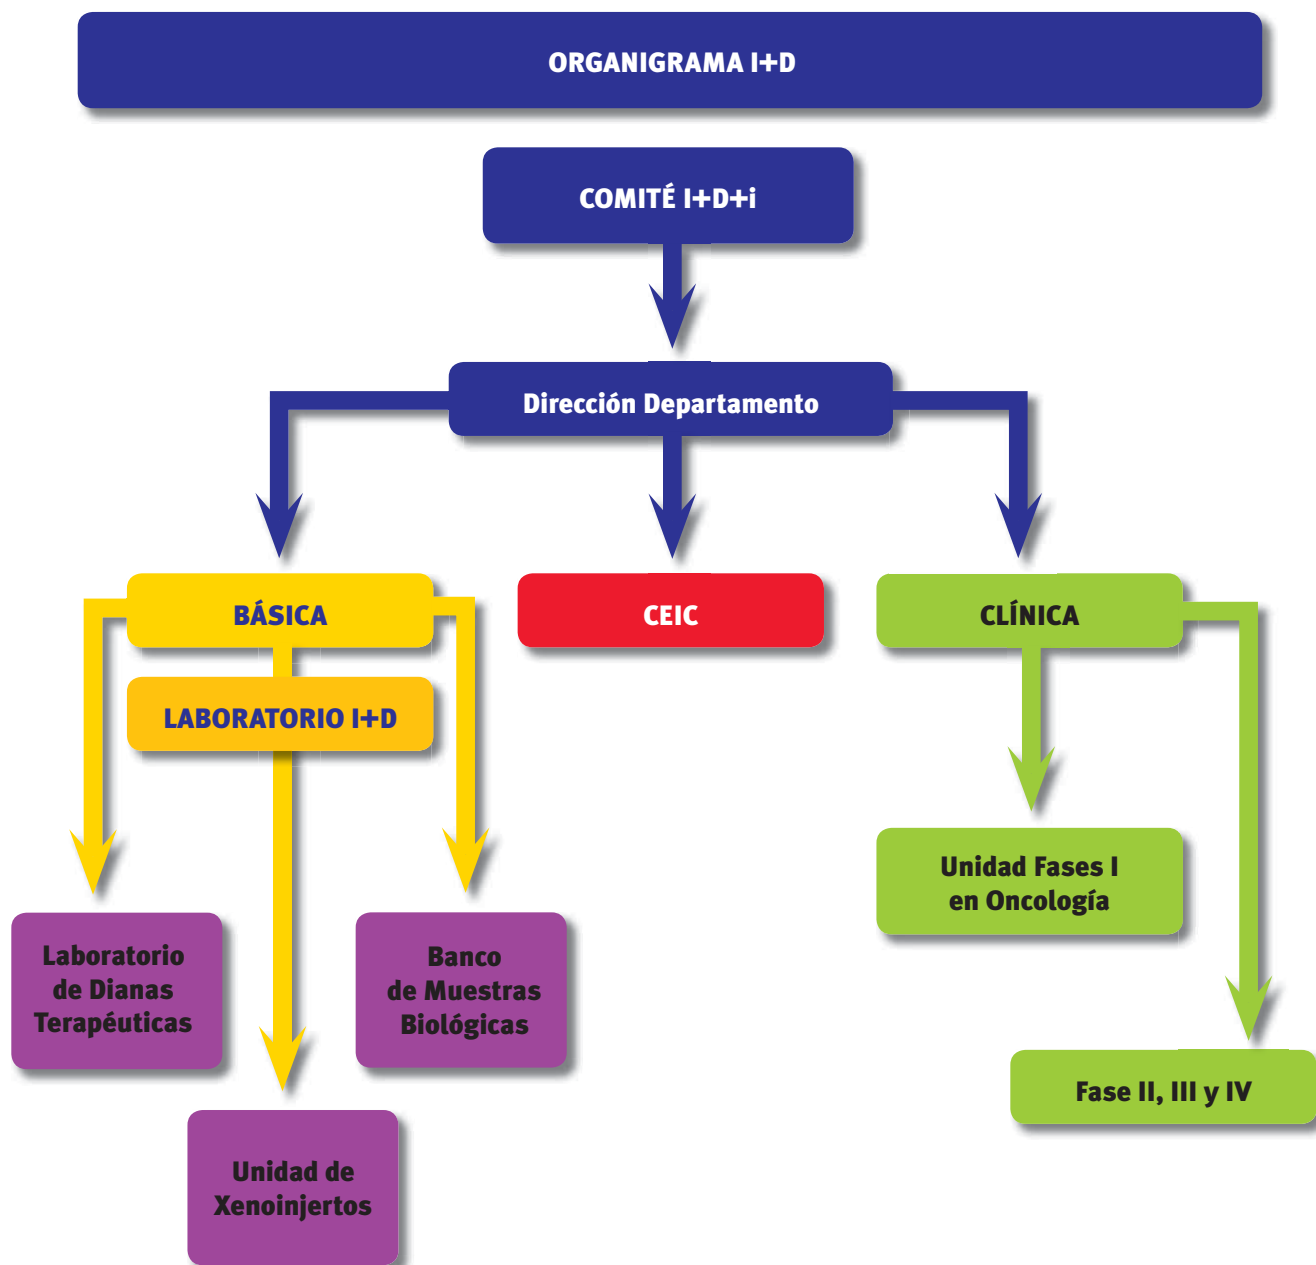 ORGANIGRAMA I+D
COMITÉ I+D+i
Dirección Departamento
BÁSICA
CEIC
CLÍNICA
LABORATORIO I+D
Unidad Fases I
en Oncología
Laboratorio
de Dianas
Terapéuticas
Banco
de Muestras
Biológicas
Fase II, III y IV
Unidad de
Xenoinjertos